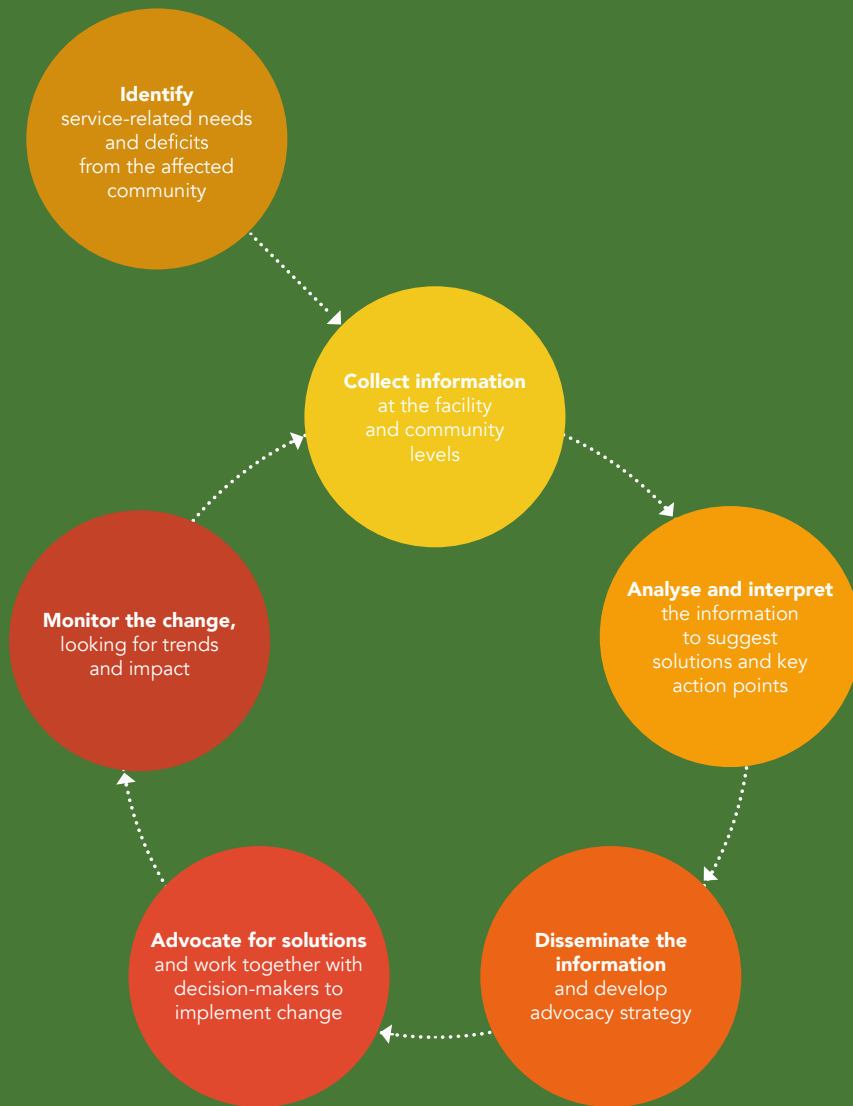 Identify
service-related needs
and deficits
from the affected
community
Collect information
at the facility
and community
levels
Analyse and interpret
the information
to suggest
solutions and key
action points
Disseminate the
information
and develop
advocacy strategy
Advocate for solutions
and work together with
decision-makers to
implement change
Monitor the change,
looking for trends
and impact